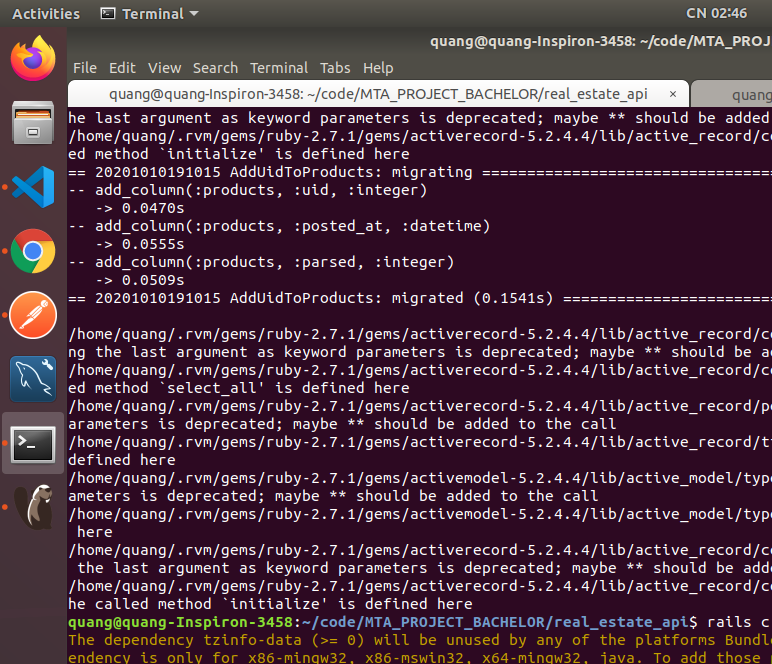 Activities Terminal CN 02:46
quang@quang-Inspiron-3458: ~/code/MTA_PROJ
File Edit View Search Terminal Tabs Help
quang@quang-Inspiron-3458: ~/code/MTA_PROJECT_BACHELOR/real_estate_api × quang
he last argument as keyword parameters is deprecated; maybe ** should be added
/home/quang/.rvm/gems/ruby-2.7.1/gems/activerecord-5.2.4.4/lib/active_record/co
ed method `initialize' is defined here
== 20201010191015 AddUidToProducts: migrating =================================
-- add_column(:products, :uid, :integer)
-> 0.0470s
-- add_column(:products, :posted_at, :datetime)
-> 0.0555s
-- add_column(:products, :parsed, :integer)
-> 0.0509s
== 20201010191015 AddUidToProducts: migrated (0.1541s) ========================
/home/quang/.rvm/gems/ruby-2.7.1/gems/activerecord-5.2.4.4/lib/active_record/co
ng the last argument as keyword parameters is deprecated; maybe ** should be ad
/home/quang/.rvm/gems/ruby-2.7.1/gems/activerecord-5.2.4.4/lib/active_record/co
ed method `select_all' is defined here
/home/quang/.rvm/gems/ruby-2.7.1/gems/activerecord-5.2.4.4/lib/active_record/pe
arameters is deprecated; maybe ** should be added to the call
/home/quang/.rvm/gems/ruby-2.7.1/gems/activerecord-5.2.4.4/lib/active_record/ti
defined here
/home/quang/.rvm/gems/ruby-2.7.1/gems/activemodel-5.2.4.4/lib/active_model/type
ameters is deprecated; maybe ** should be added to the call
/home/quang/.rvm/gems/ruby-2.7.1/gems/activemodel-5.2.4.4/lib/active_model/type
here
/home/quang/.rvm/gems/ruby-2.7.1/gems/activerecord-5.2.4.4/lib/active_record/co
the last argument as keyword parameters is deprecated; maybe ** should be adde
/home/quang/.rvm/gems/ruby-2.7.1/gems/activerecord-5.2.4.4/lib/active_record/co
he called method `initialize' is defined here
quang@quang-Inspiron-3458:~/code/MTA_PROJECT_BACHELOR/real_estate_api$ rails c
The dependency tzinfo-data (>= 0) will be unused by any of the platforms Bundl
endency is only for x86-mingw32, x86-mswin32, x64-mingw32, java. To add those